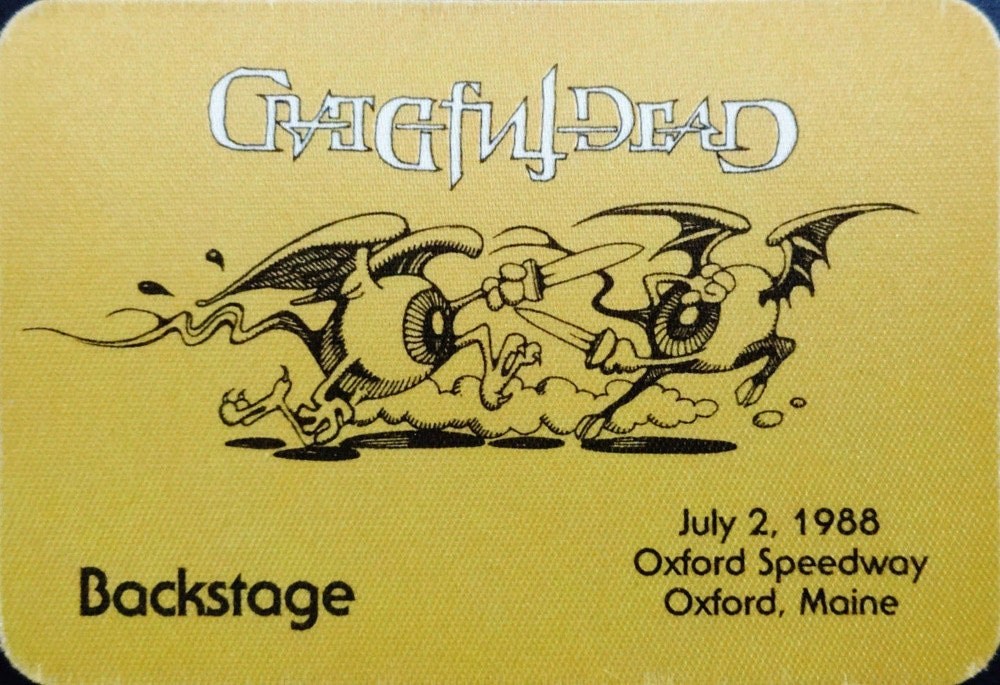 Grateful Dead
Backstage
July 2, 1988
Oxford Speedway
Oxford, Maine